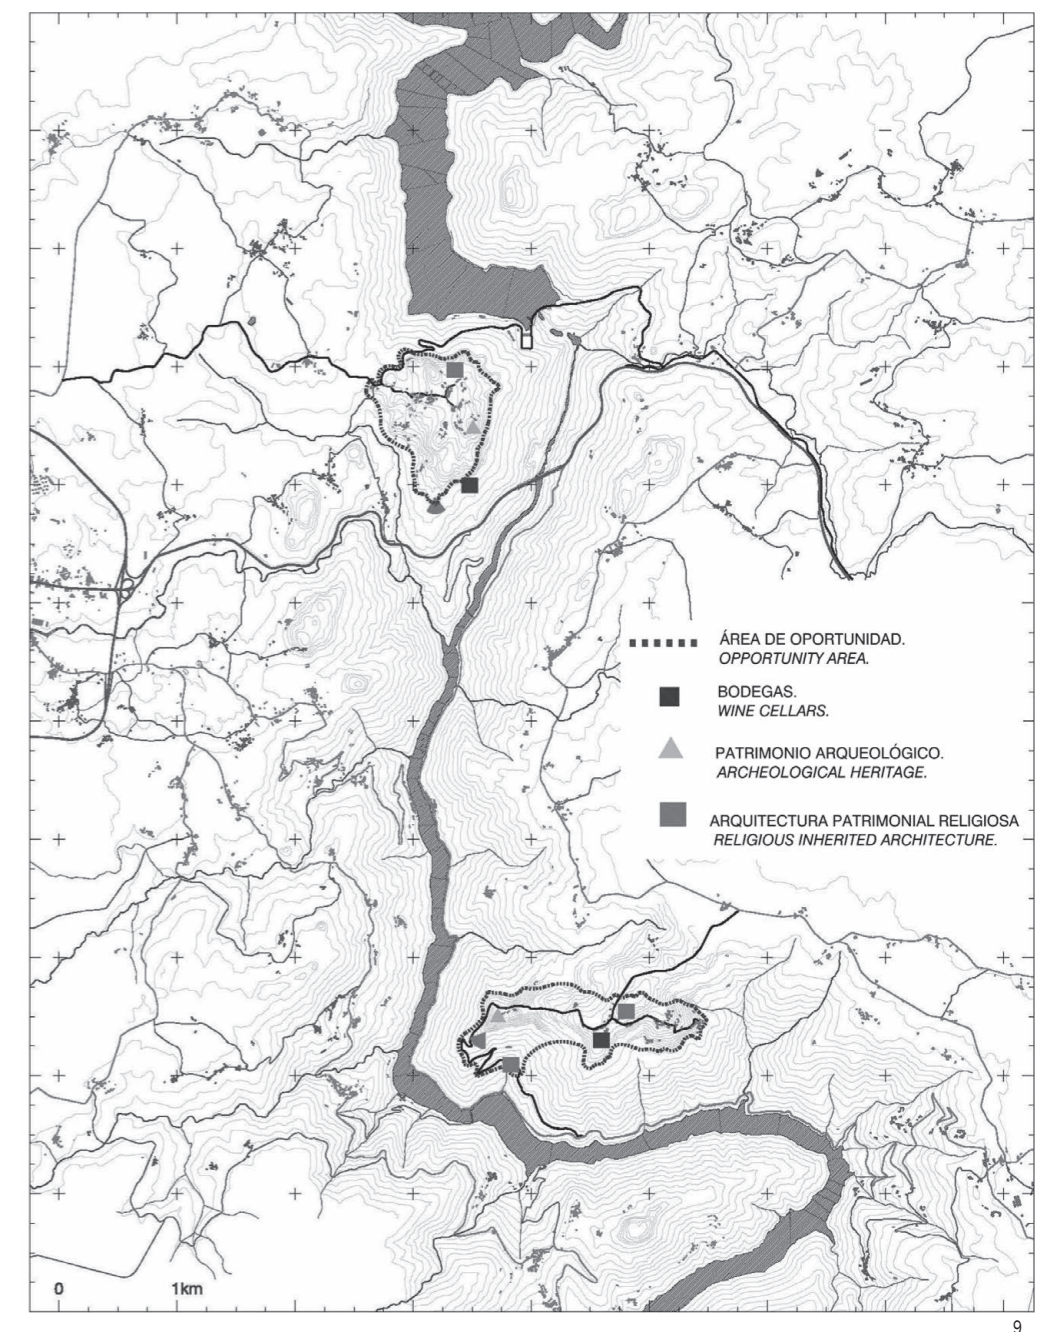 ÁREA DE OPORTUNIDAD.
OPPORTUNITY AREA.
BODEGAS.
WINE CELLARS.
PATRIMONIO ARQUEOLÓGICO.
ARCHEOLOGICAL HERITAGE.
ARQUITECTURA PATRIMONIAL RELIGIOSA
RELIGIOUS INHERITED ARCHITECTURE.
0 1km
9